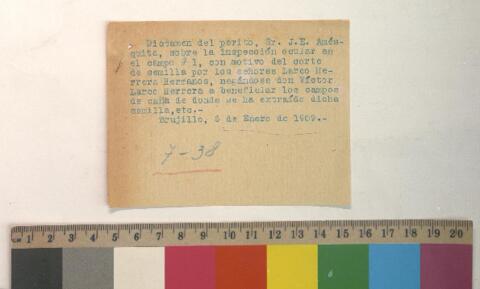 Dictamen del perito, Sr. J.E. Amés-
quita, sobre la inspección ocular en
el campo # 1, con motivo del corte
de semilla por los señores Larco He-
rrera Hermanos, negándose don Víctor
Larco Herrera a beneficiar los campos
de caña de donde se ha extraído dicha
semilla,etc.-
Trujillo, 6 de Enero de 1909.-
7-38
CM 1 2 3 4 5 6 7 8 9 10 11 12 13 14 15 16 17 18 19 20